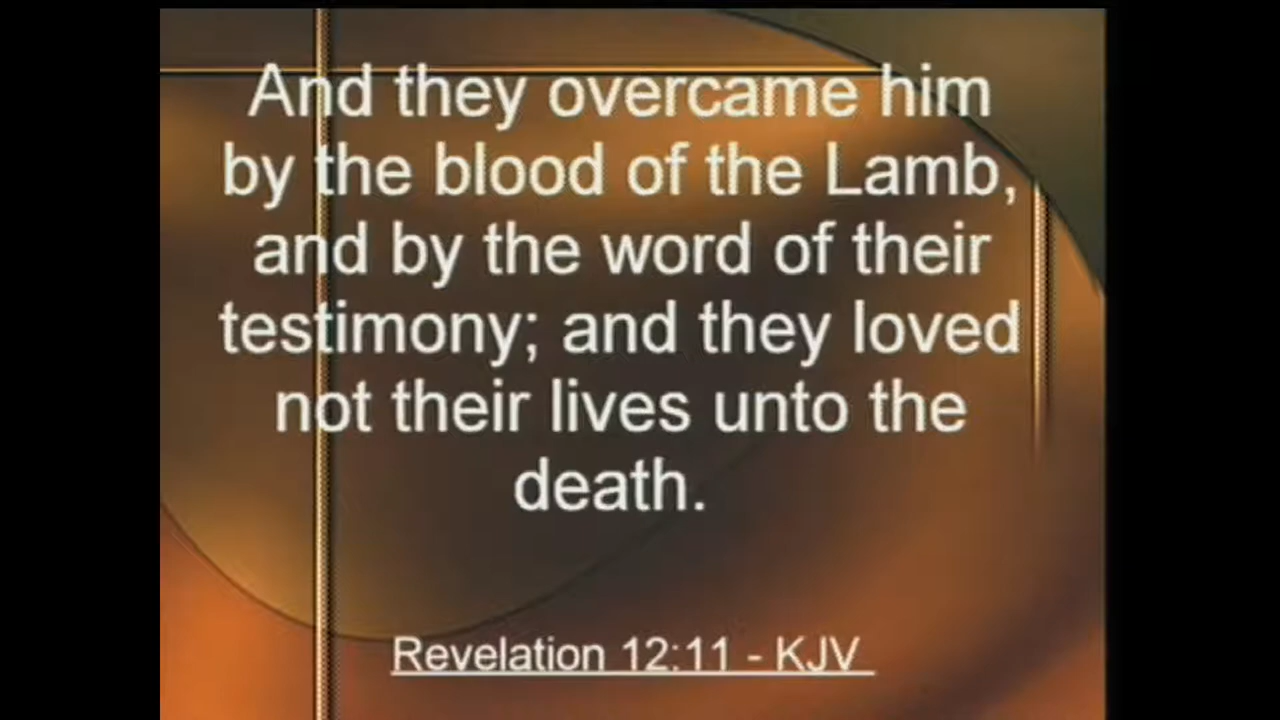 And they overcame him
by the blood of the Lamb,
and by the word of their
testimony; and they loved
not their lives unto the
death.
Revelation 12:11 - KJV